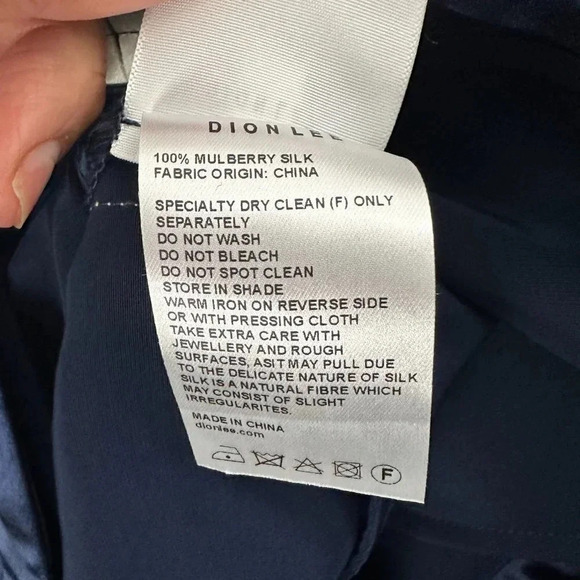 DION LEE
100% MULBERRY SILK
FABRIC ORIGIN: CHINA
SPECIALTY DRY CLEAN (F) ONLY
SEPARATELY
DO NOT WASH
DO NOT BLEACH
DO NOT SPOT CLEAN
STORE IN SHADE
WARM IRON ON REVERSE SIDE
OR WITH PRESSING CLOTH
TAKE EXTRA CARE WITH
JEWELLERY AND ROUGH
SURFACES, ASIT MAY PULL DUE
TO THE DELICATE NATURE OF SILK
SILK IS A NATURAL FIBRE WHICH
MAY CONSIST OF SLIGHT
IRREGULARITES.
MADE IN CHINA
dionlee.com
F